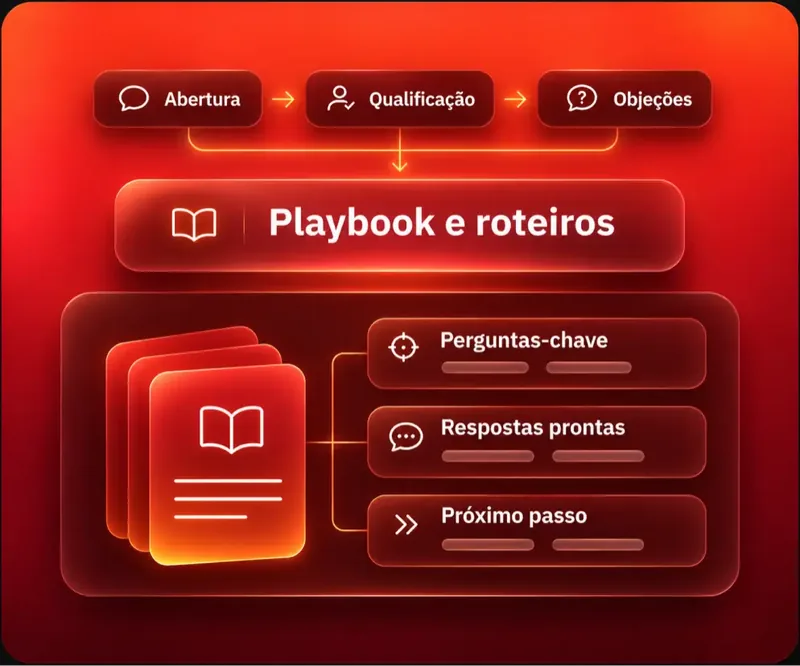 Abertura
Qualificação
Objeções
Playbook e roteiros
Perguntas-chave
Respostas prontas
Próximo passo